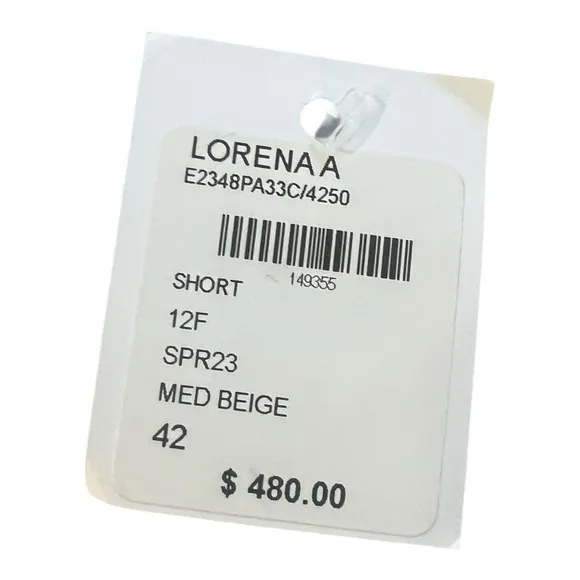 LORENA A
E2348PA33C/4250
149355
SHORT
12F
SPR23
MED BEIGE
42
$ 480.00